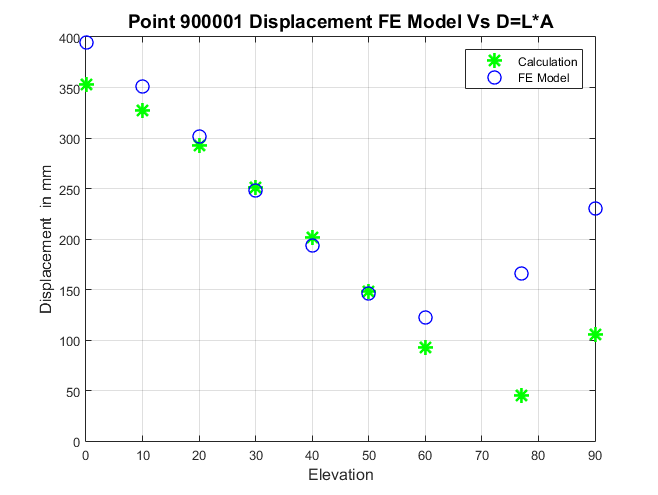 Point 900001 Displacement FE Model Vs D=L*A
Calculation
FE Model
Displacement in mm
400
350
300
250
200
150
100
50
0
0 10 20 30 40 50 60 70 80 90
Elevation